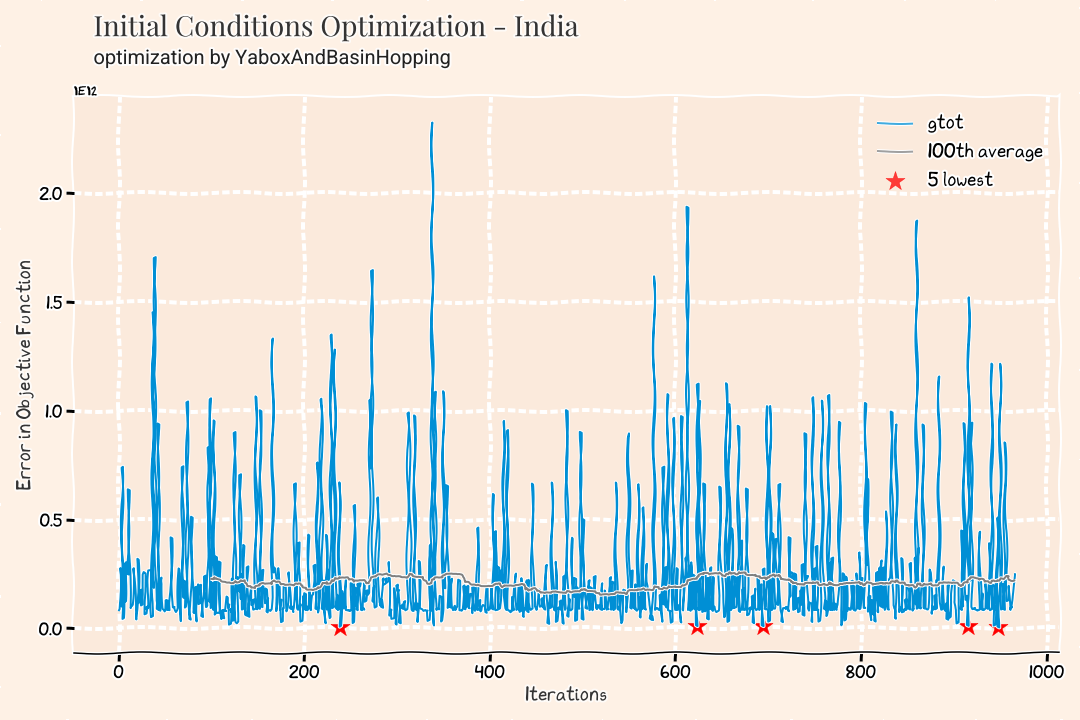 Initial Conditions Optimization - India
optimization by YaboxAndBasinHopping
1E12
gtot
100th average
5 lowest
2.0
1.5
1.0
0.5
0.0
Error in Objective Function
0 200 400 600 800 1000
Iterations